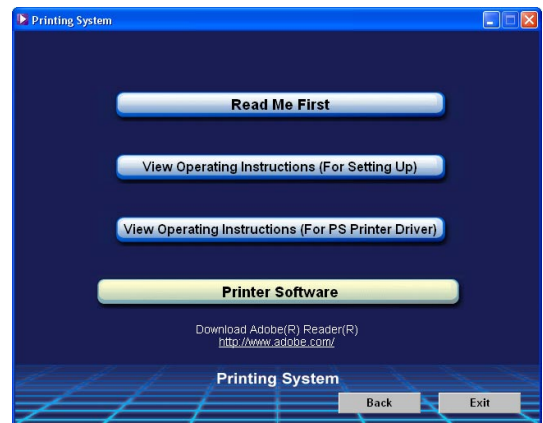 Printing System
Read Me First
View Operating Instructions (For Setting Up)
View Operating Instructions (For PS Printer Driver)
Printer Software
Download Adobe(R) Reader(R)
http://www.adobe.com/
Printing System
Back Exit